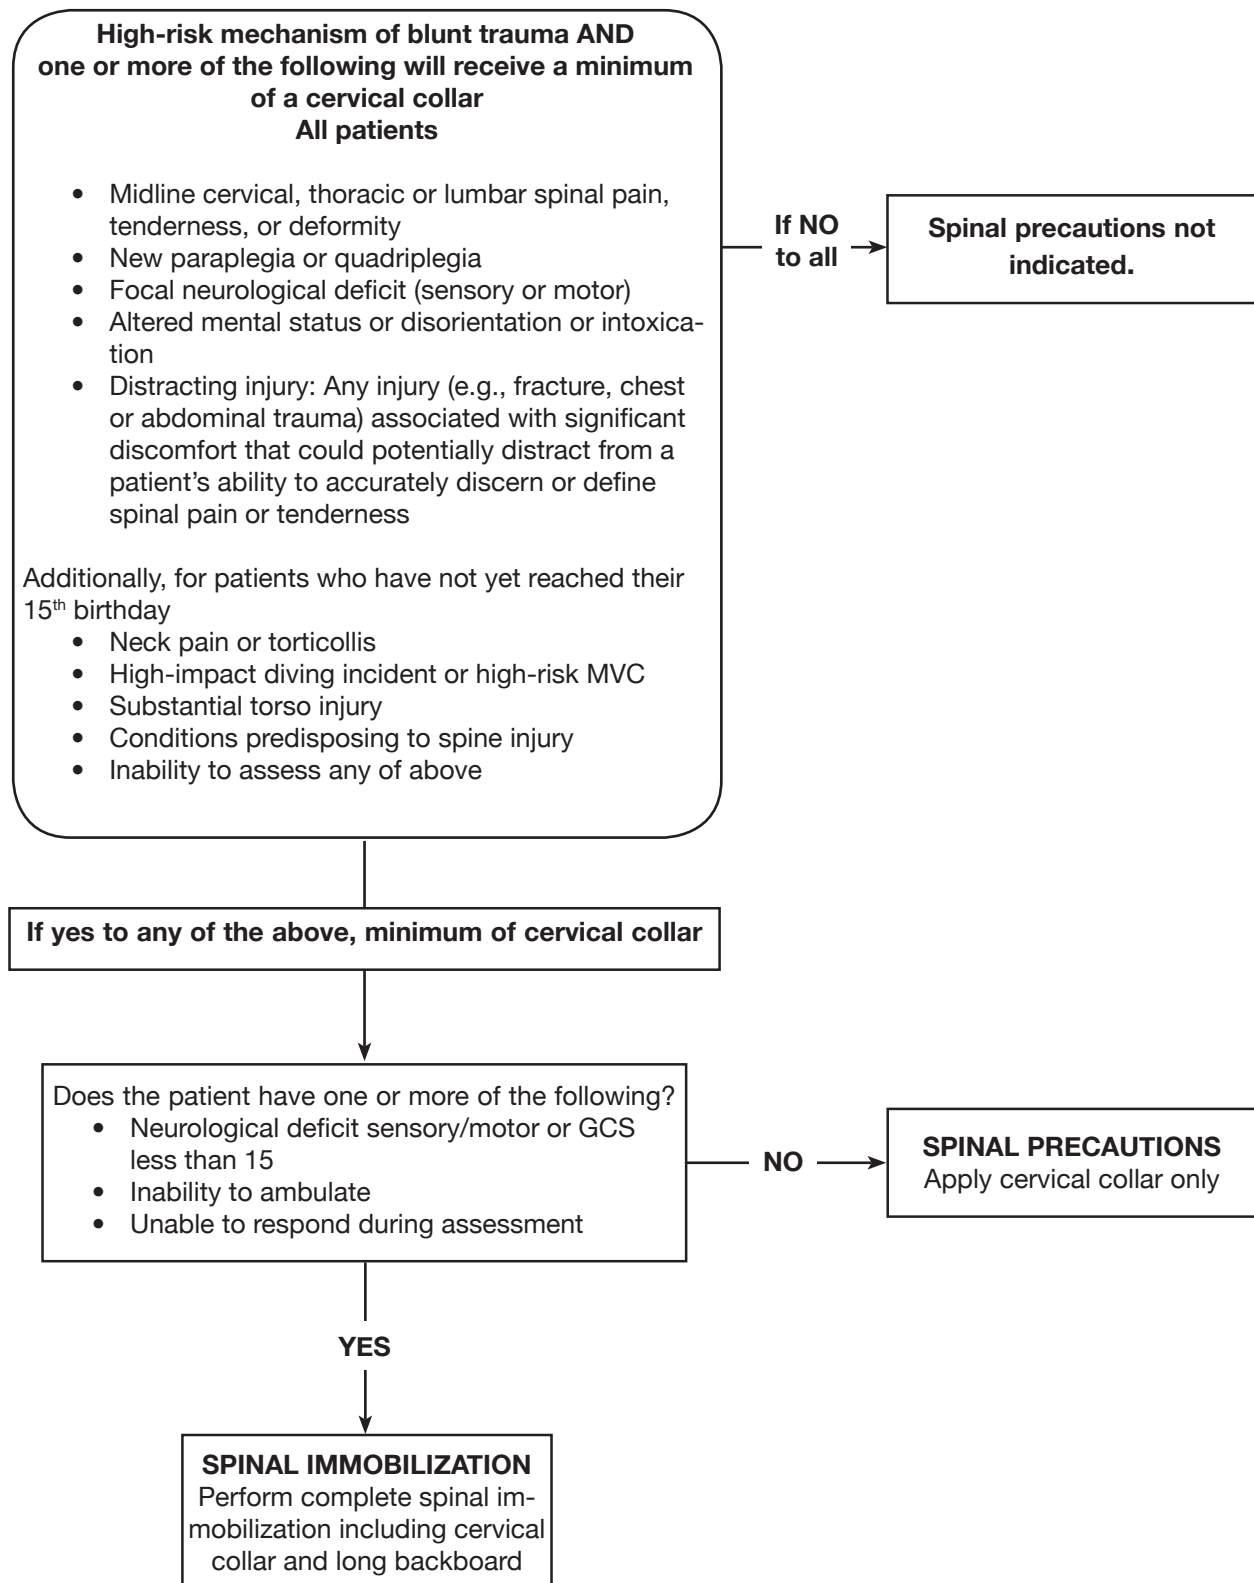 High-risk mechanism of blunt trauma AND
one or more of the following will receive a minimum
of a cervical collar
All patients
• Midline cervical, thoracic or lumbar spinal pain,
tenderness, or deformity
• New paraplegia or quadriplegia
• Focal neurological deficit (sensory or motor)
• Altered mental status or disorientation or intoxica-
tion
• Distracting injury: Any injury (e.g., fracture, chest
or abdominal trauma) associated with significant
discomfort that could potentially distract from a
patient's ability to accurately discern or define
spinal pain or tenderness
Additionally, for patients who have not yet reached their
15th birthday
• Neck pain or torticollis
• High-impact diving incident or high-risk MVC
• Substantial torso injury
• Conditions predisposing to spine injury
• Inability to assess any of above
If NO
to all
Spinal precautions not
indicated.
If yes to any of the above, minimum of cervical collar
Does the patient have one or more of the following?
• Neurological deficit sensory/motor or GCS
less than 15
• Inability to ambulate
• Unable to respond during assessment
NO
SPINAL PRECAUTIONS
Apply cervical collar only
YES
SPINAL IMMOBILIZATION
Perform complete spinal im-
mobilization including cervical
collar and long backboard